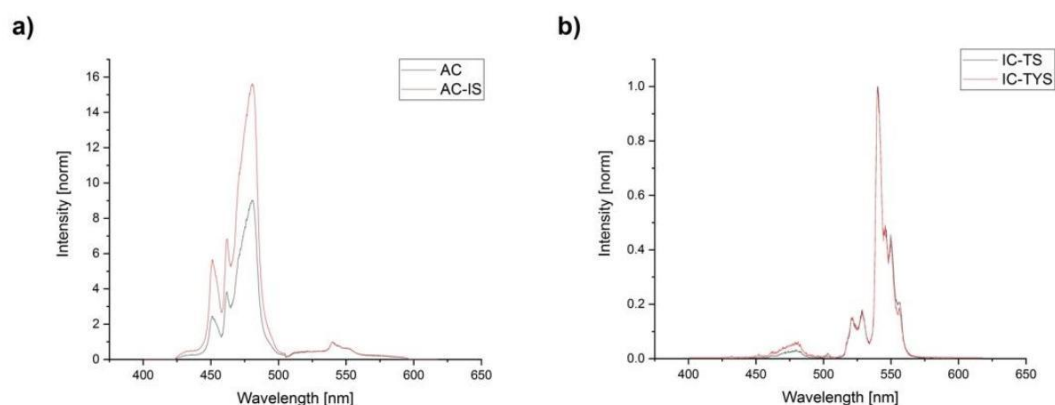 a)
AC
AC-IS
16
14
12
10
8
6
4
2
0
400
450
500
550
600
650
Intensity [norm]
Wavelength [nm]
b)
IC-TS
IC-TYS
1.0
0.8
0.6
0.4
0.2
0.0
400
450
500
550
600
650
Intensity [norm]
Wavelength [nm]